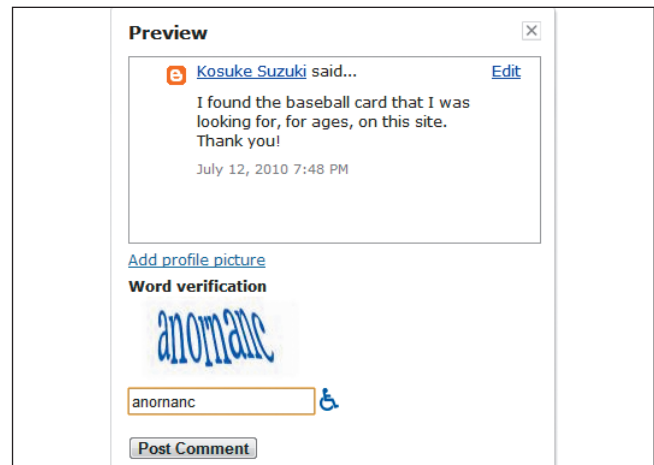 Preview
Kosuke Suzuki said... Edit
I found the baseball card that I was
looking for, for ages, on this site.
Thank you!
July 12, 2010 7:48 PM
Add profile picture
Word verification
anornanc
anornanc
Post Comment